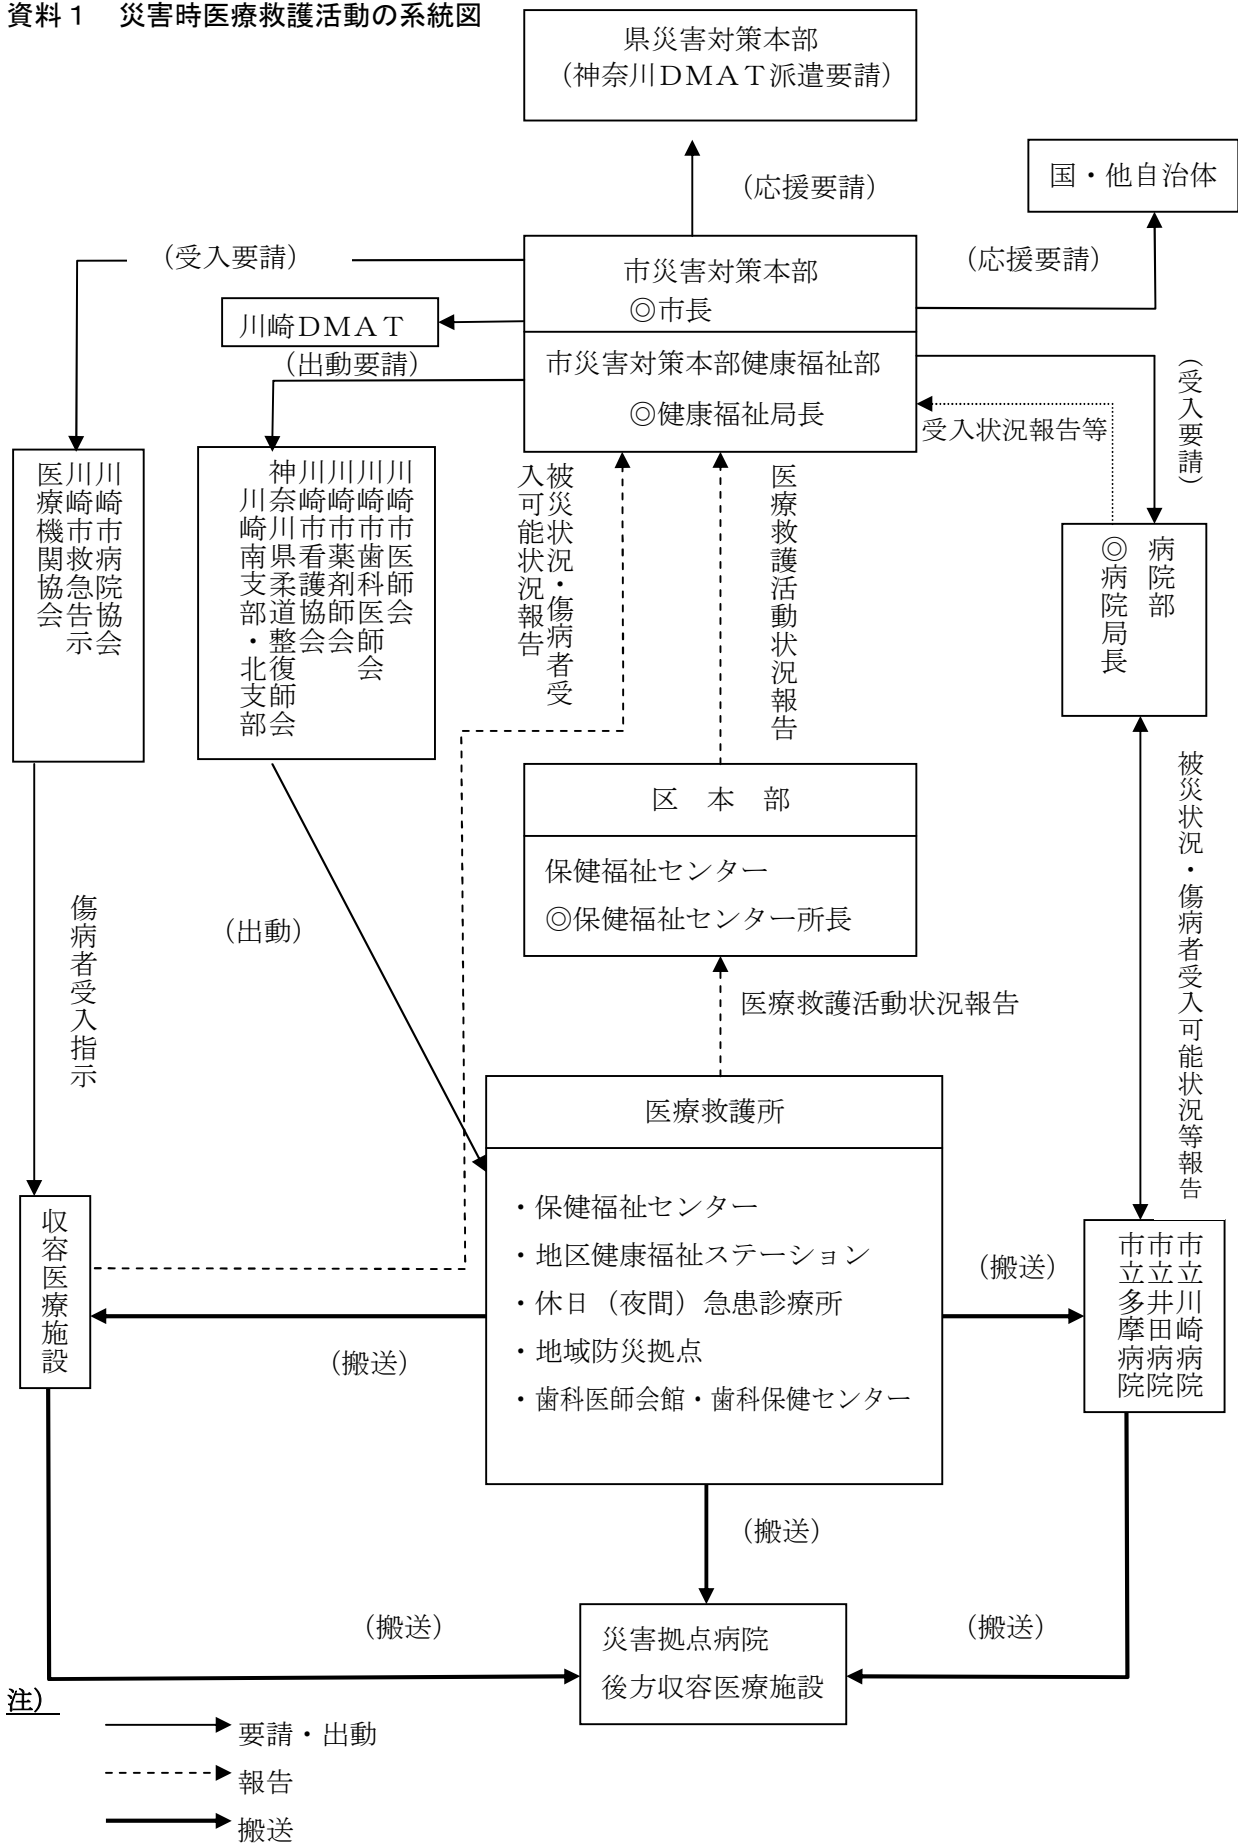 資料１　災害時医療救護活動の系統図
県災害対策本部
（神奈川DMAT派遣要請）
（応援要請）
国・他自治体
（受入要請）
市災害対策本部
◎市長
（応援要請）
川崎DMAT
（出動要請）
市災害対策本部健康福祉部
◎健康福祉局長
（受入要請）
受入状況報告等
川崎市病院協会
川崎市救急告示
医療機関協会
川崎市医師会
川崎市歯科医師会
川崎市薬剤師会
川崎市看護協会
神奈川県柔道整復師会
川崎南支部・北支部
被災状況・傷病者受
入可能状況報告
医療救護活動状況報告
病院部
◎病院局長
区　本　部
保健福祉センター
◎保健福祉センター所長
被災状況・傷病者受入可能状況等報告
傷病者受入指示
（出動）
医療救護活動状況報告
医療救護所
・保健福祉センター
・地区健康福祉ステーション
・休日（夜間）急患診療所
・地域防災拠点
・歯科医師会館・歯科保健センター
収容医療施設
（搬送）
（搬送）
市立川崎病院
市立井田病院
市立多摩病院
（搬送）
（搬送）
（搬送）
災害拠点病院
後方収容医療施設
注）
要請・出動
報告
搬送